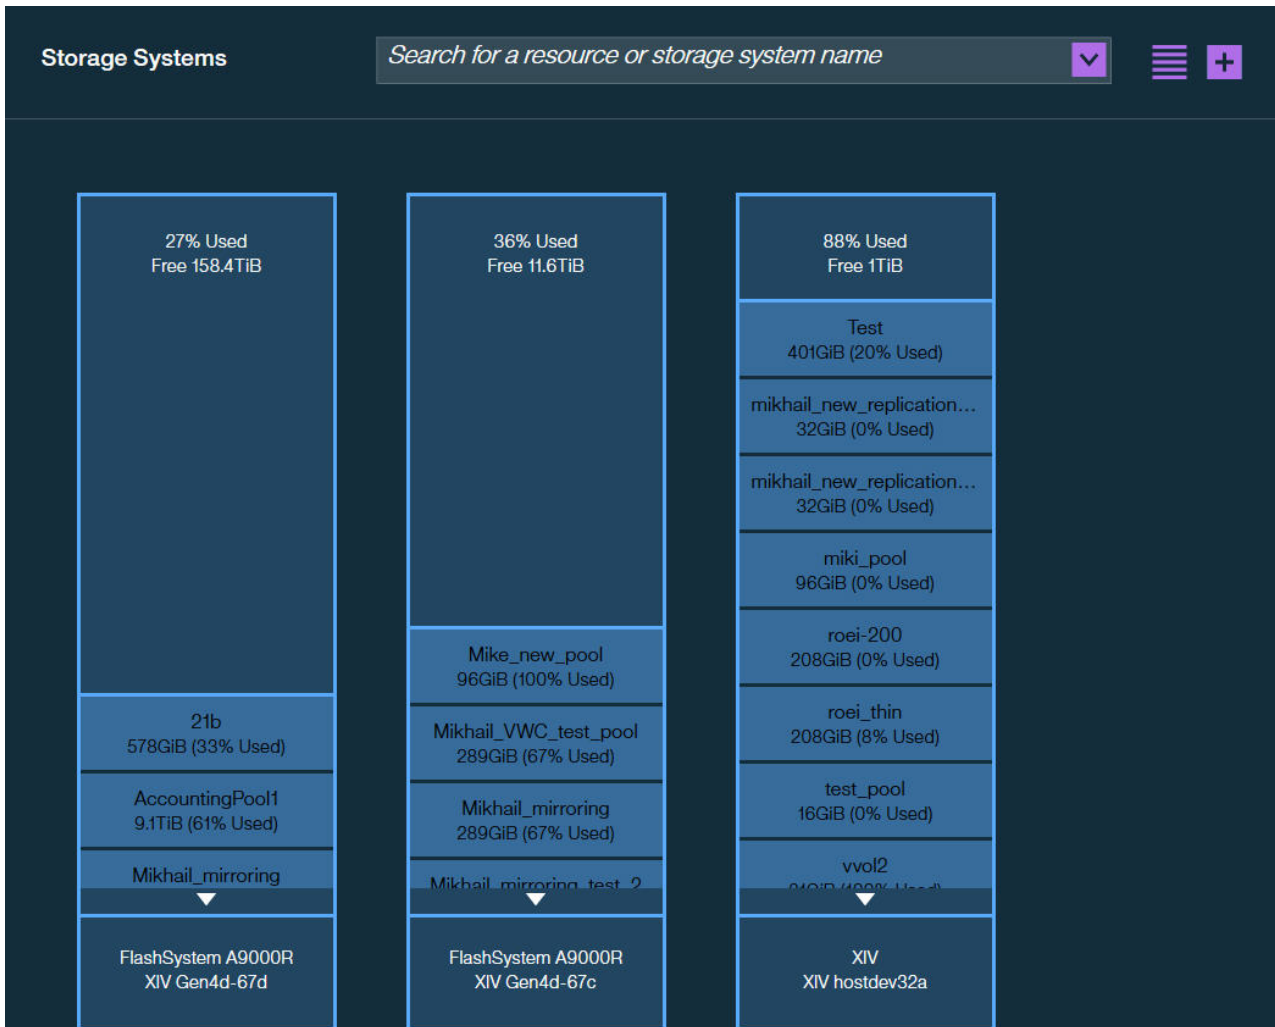 Storage Systems
Search for a resource or storage system name
27% Used
Free 158.4TiB
21b
578GiB (33% Used)
AccountingPool1
9.1TiB (61% Used)
Mikhail_mirroring
FlashSystem A9000R
XIV Gen4d-67d
36% Used
Free 11.6TiB
Mike_new_pool
96GiB (100% Used)
Mikhail_VWC_test_pool
289GiB (67% Used)
Mikhail_mirroring
289GiB (67% Used)
Mikhail_mirroring_test_2
FlashSystem A9000R
XIV Gen4d-67c
88% Used
Free 1TiB
Test
401GiB (20% Used)
mikhail_new_replication...
32GiB (0% Used)
mikhail_new_replication...
32GiB (0% Used)
miki_pool
96GiB (0% Used)
roei-200
208GiB (0% Used)
roei_thin
208GiB (8% Used)
test_pool
16GiB (0% Used)
vvol2
XIV
XIV hostdev32a